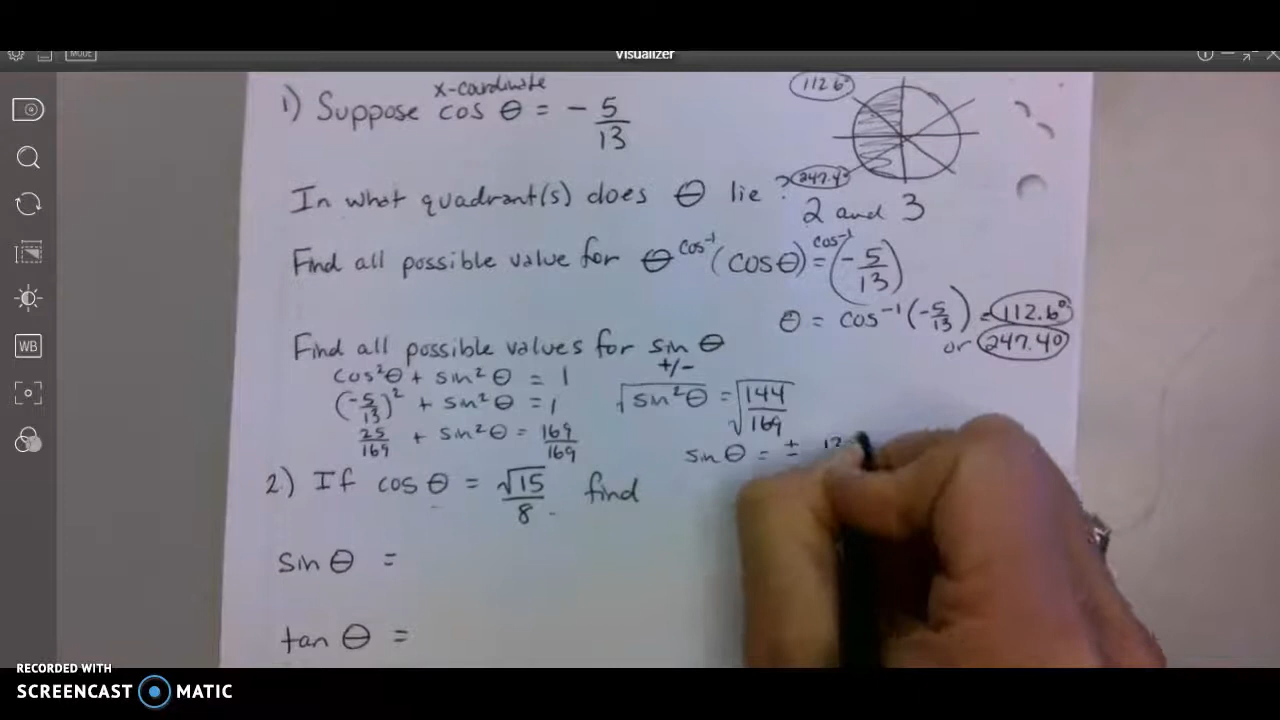 Visualizer
MODE
WB
1) Suppose cos θ = - 5/13
x-coordinate
112.6°
247.4°
In what quadrant(s) does θ lie ?
2 and 3
Find all possible value for θ
cos⁻¹(cosθ) = cos⁻¹(-5/13)
θ = cos⁻¹(-5/13) = 112.6°
or 247.4°
Find all possible values for sin θ
+/-
cos²θ + sin²θ = 1
(-5/13)² + sin²θ = 1
25/169 + sin²θ = 169/169
√sin²θ = √144/169
sin θ = ± 12
2.) If cos θ = √15/8 find
sin θ =
tan θ =
RECORDED WITH
SCREENCAST MATIC